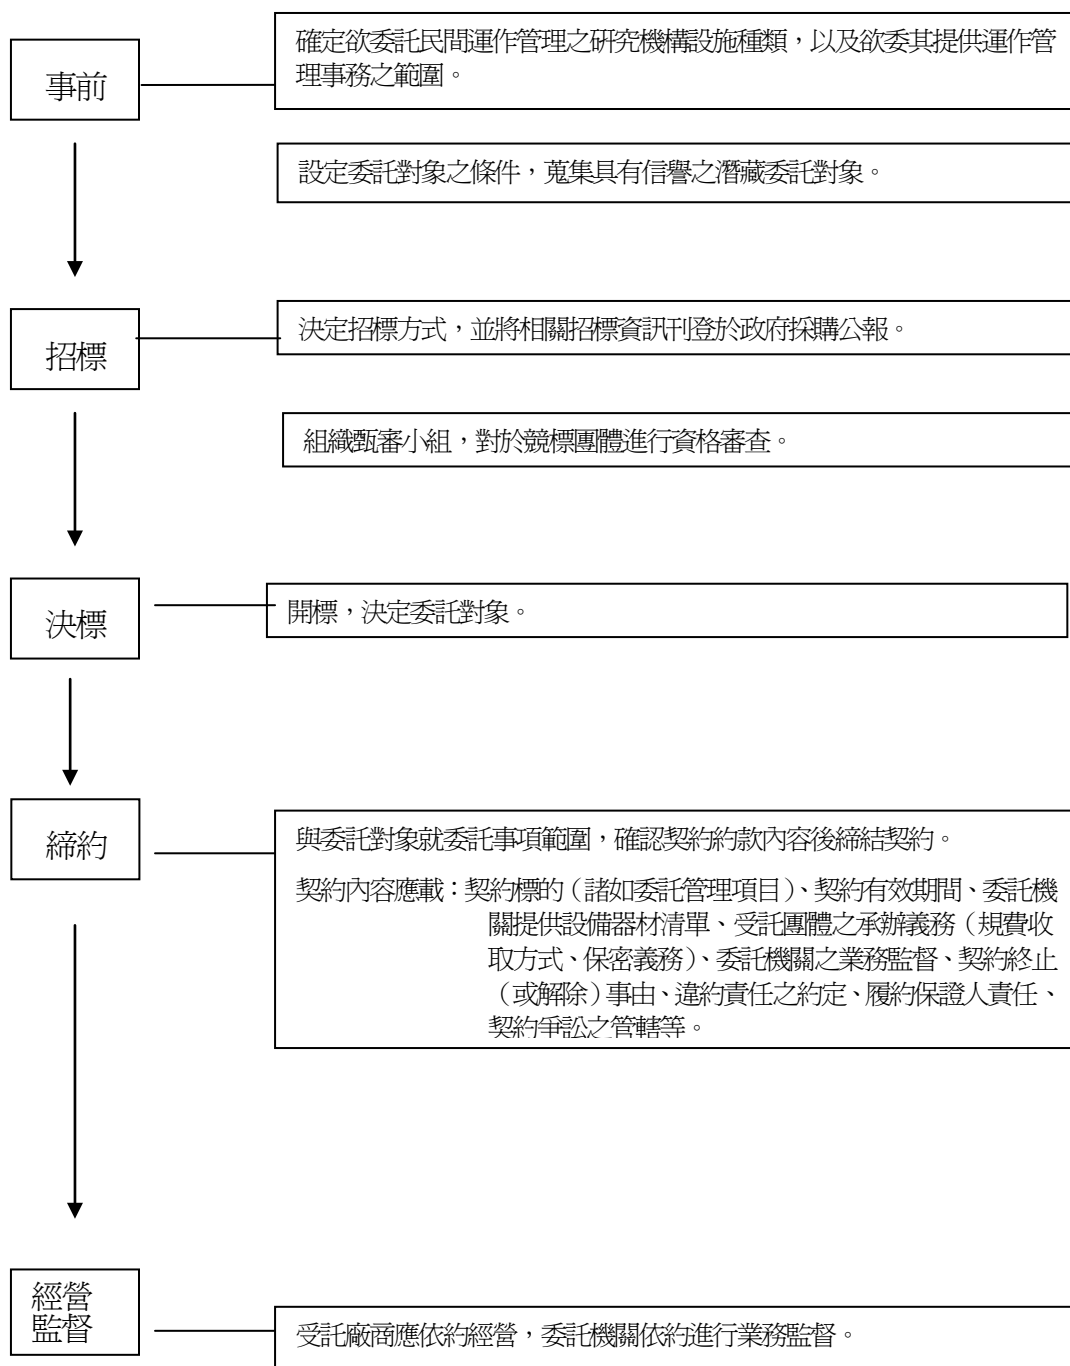 事前
確定欲委託民間運作管理之研究機構設施種類，以及欲委其提供運作管
理事務之範圍。
設定委託對象之條件，蒐集具有信譽之潛藏委託對象。
招標
決定招標方式，並將相關招標資訊刊登於政府採購公報。
組織甄審小組，對於競標團體進行資格審查。
決標
開標，決定委託對象。
締約
與委託對象就委託事項範圍，確認契約約款內容後締結契約。
契約內容應載：契約標的（諸如委託管理項目）、契約有效期間、委託機
關提供設備器材清單、受託團體之承辦義務（規費收
取方式、保密義務）、委託機關之業務監督、契約終止
（或解除）事由、違約責任之約定、履約保證人責任、
契約爭訟之管轄等。
經營
監督
受託廠商應依約經營，委託機關依約進行業務監督。